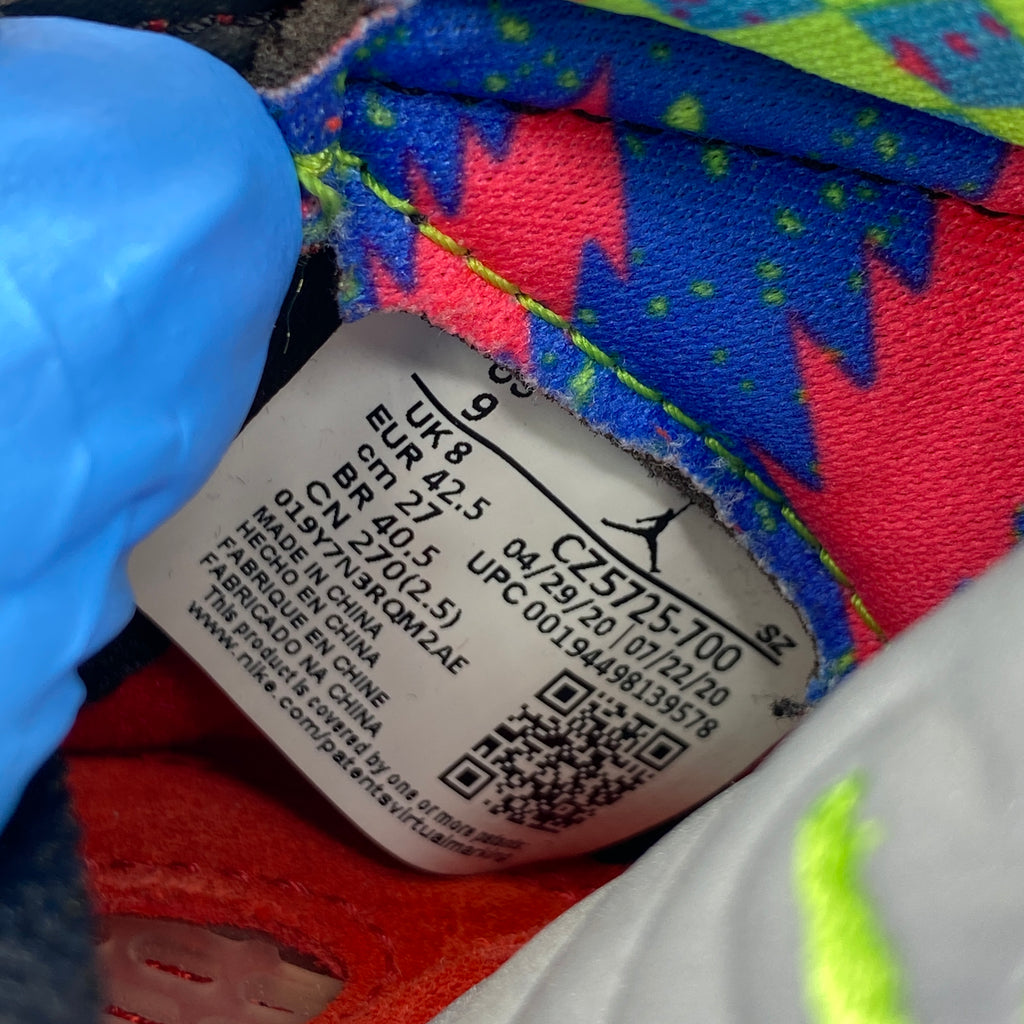 9
UK 8
EUR 42.5
cm 27
BR 40.5
CN 270(2.5)
019Y7N3RQM2AE
MADE IN CHINA
HECHO EN CHINA
FABRIQUE EN CHINE
FABRICADO NA CHINA
This product is covered by one or more patents.
www.nike.com/patentsvirtualmarking
SZ
CZ5725-700
04/29/20 | 07/22/20
UPC 00194498139578